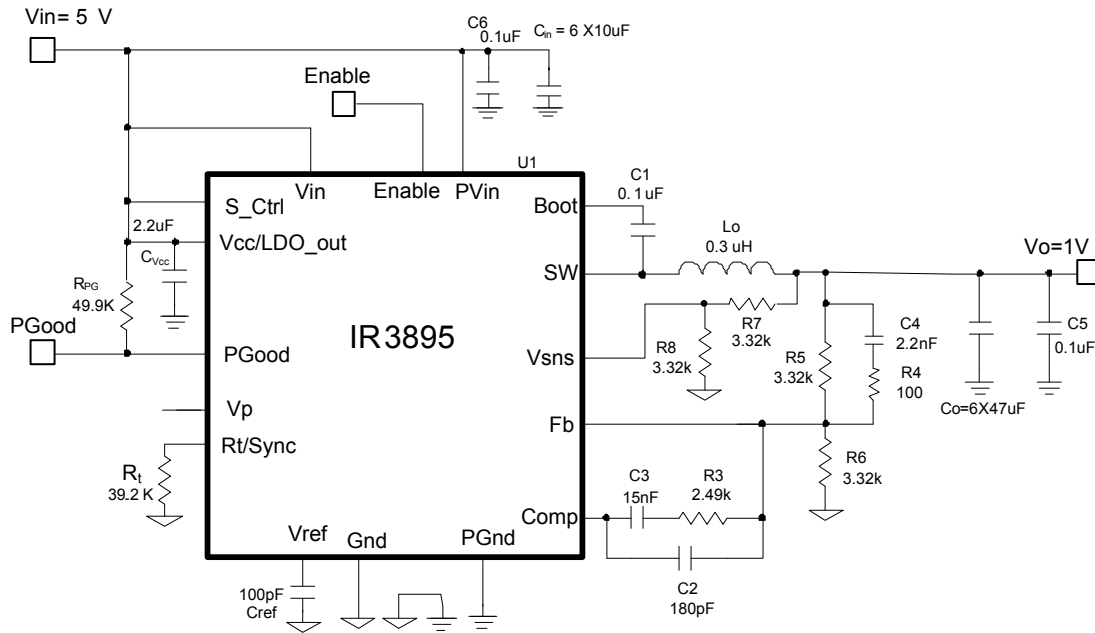 Vin= 5 V
C6
0.1uF
Cin = 6 X10uF
Enable
U1
Vin
Enable
PVin
S_Ctrl
Boot
C1
0.1uF
2.2uF
Vcc/LDO_out
CVcc
Lo
0.3 uH
Vo=1V
SW
RPG
49.9K
PGood
PGood
IR3895
Vsns
R8
3.32k
R7
3.32k
R5
3.32k
C4
2.2nF
R4
100
C5
0.1uF
Co=6X47uF
Vp
Fb
Rt/Sync
Rt
39.2 K
R6
3.32k
C3
15nF
R3
2.49k
Comp
Vref
Gnd
PGnd
100pF
Cref
C2
180pF